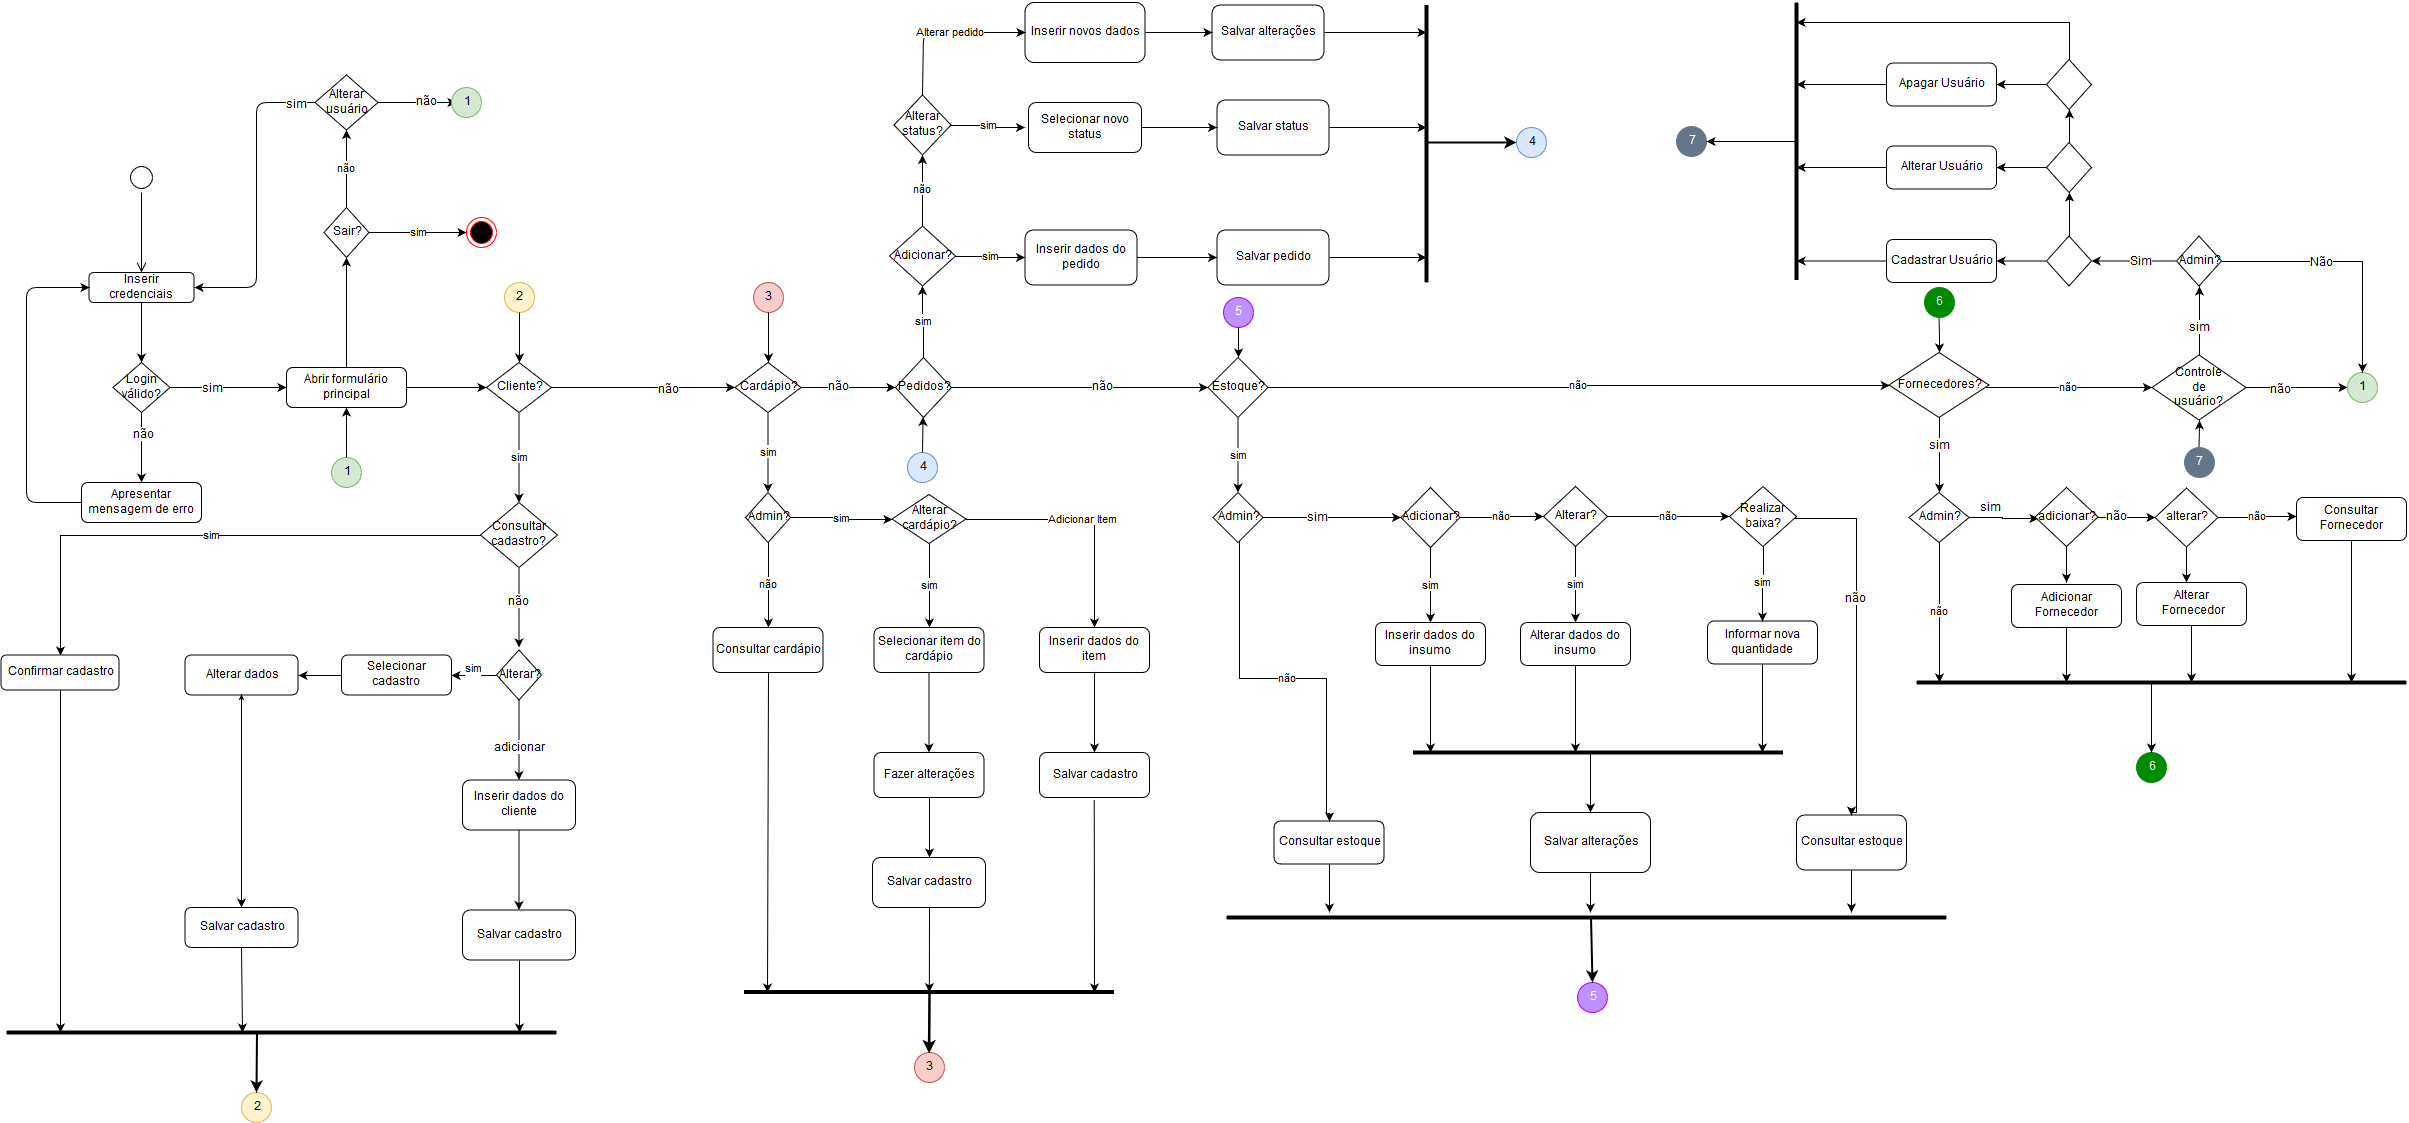 Alterar pedido
Inserir novos dados
Salvar alterações
Alterar
usuário
sim
não
1
Apagar Usuário
Alterar
status?
sim
Selecionar novo
status
Salvar status
4
7
não
não
Alterar Usuário
Sair?
sim
Adicionar?
sim
Inserir dados do
pedido
Salvar pedido
Cadastrar Usuário
Sim
Admin?
Não
Inserir
credenciais
2
3
sim
5
6
sim
Login
válido?
sim
Abrir formulário
principal
Cliente?
não
Cardápio?
não
Pedidos?
não
Estoque?
não
Fornecedores?
não
Controle
de
usuário?
não
1
não
1
sim
sim
4
sim
sim
7
Apresentar
mensagem de erro
Consultar
cadastro?
sim
Admin?
sim
Alterar
cardápio?
Adicionar Item
Admin?
sim
Adicionar?
não
Alterar?
não
Realizar
baixa?
Admin?
sim
adicionar?
não
alterar?
não
Consultar
Fornecedor
não
não
sim
sim
sim
sim
não
não
Adicionar
Fornecedor
Alterar
Fornecedor
Confirmar cadastro
Alterar dados
Selecionar
cadastro
sim
Alterar?
Consultar cardápio
Selecionar item do
cardápio
Inserir dados do
item
não
Inserir dados do
insumo
Alterar dados do
insumo
Informar nova
quantidade
adicionar
Fazer alterações
Salvar cadastro
6
Inserir dados do
cliente
Consultar estoque
Salvar alterações
Consultar estoque
Salvar cadastro
Salvar cadastro
Salvar cadastro
5
3
2